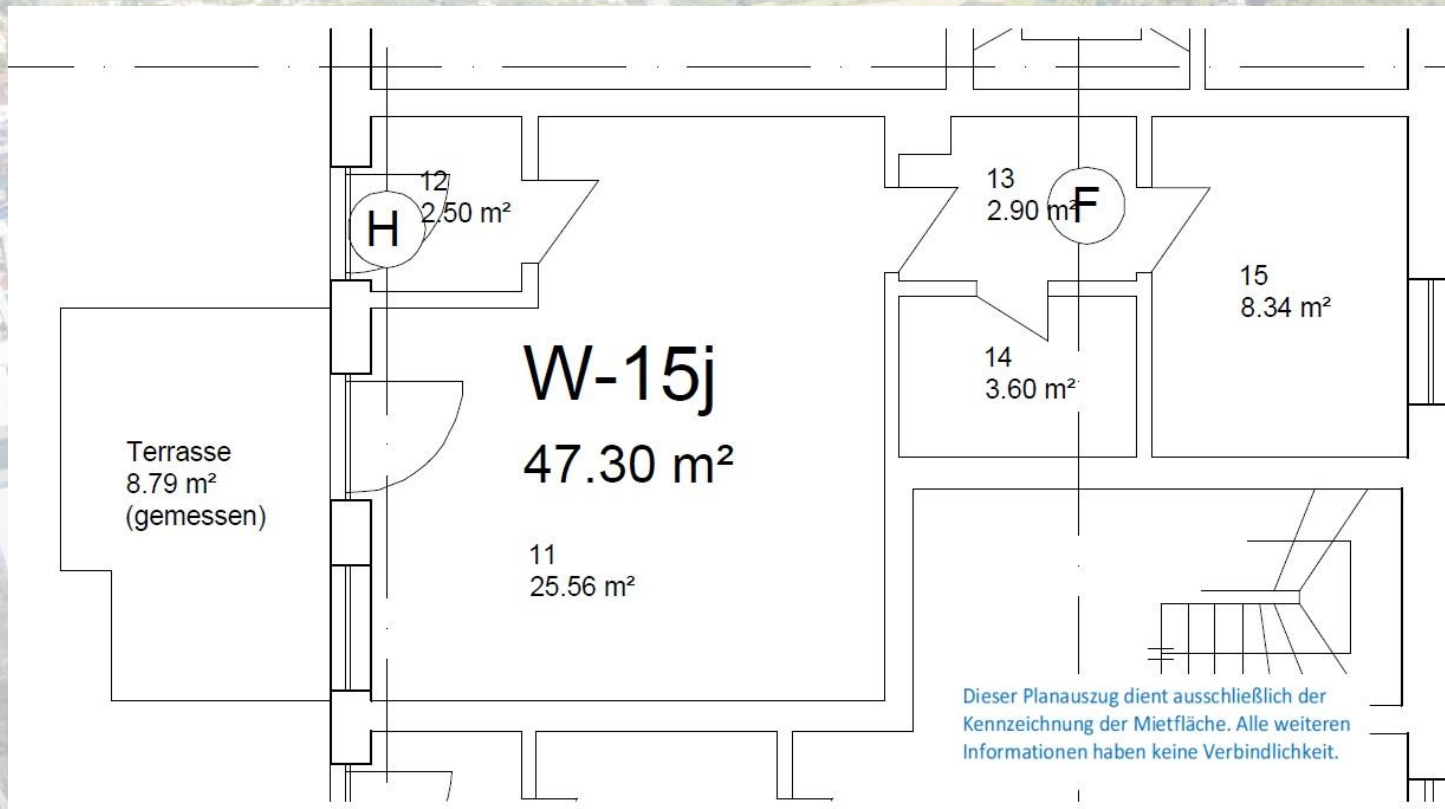 12
2.50 m²
H
13
2.90 m²
F
15
8.34 m²
W-15j
47.30 m²
14
3.60 m²
Terrasse
8.79 m²
(gemessen)
11
25.56 m²
Dieser Planauszug dient ausschließlich der
Kennzeichnung der Mietfläche. Alle weiteren
Informationen haben keine Verbindlichkeit.